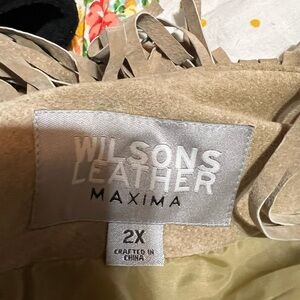 WILSONS
LEATHER
MAXIMA
2X
CRAFTED IN
CHINA